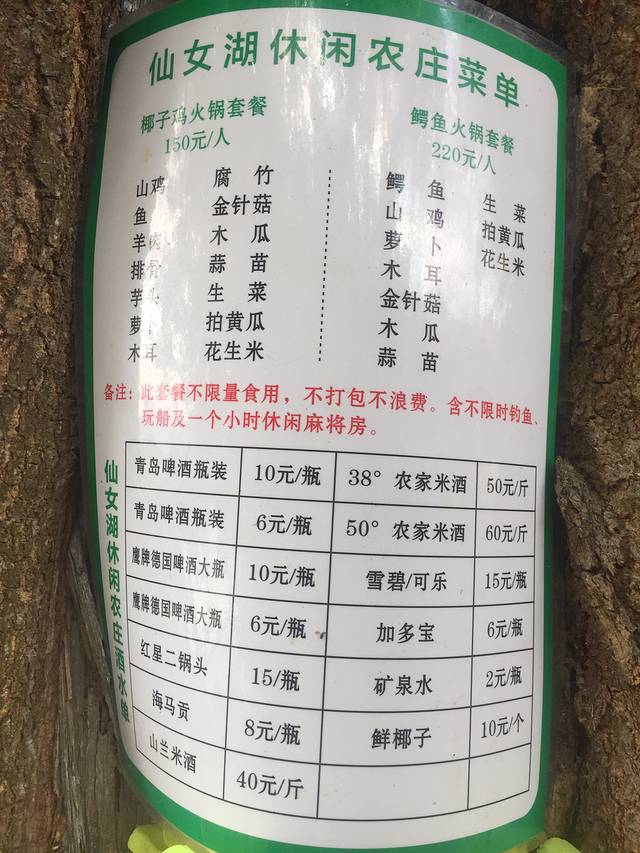 仙女湖休闲农庄菜单
椰子鸡火锅套餐
150元/人
山鸡 腐竹
鱼 金针菇
羊肉 木瓜
排骨 蒜苗
芋头 生菜
萝卜 拍黄瓜
木耳 花生米
鳄鱼火锅套餐
220元/人
鳄鱼 生菜
山鸡 拍黄瓜
萝卜 花生米
木耳
金针菇
木瓜
蒜苗
备注：此套餐不限量食用，不打包不浪费。含不限时钓鱼、
玩船及一个小时休闲麻将房。
仙女湖休闲农庄酒水单
青岛啤酒瓶装 10元/瓶 38° 农家米酒 50元/斤
青岛啤酒瓶装 6元/瓶 50° 农家米酒 60元/斤
鹰牌德国啤酒大瓶 10元/瓶 雪碧/可乐 15元/瓶
鹰牌德国啤酒大瓶 6元/瓶 加多宝 6元/瓶
红星二锅头 15/瓶 矿泉水 2元/瓶
海马贡 8元/瓶 鲜椰子 10元/个
山兰米酒 40元/斤